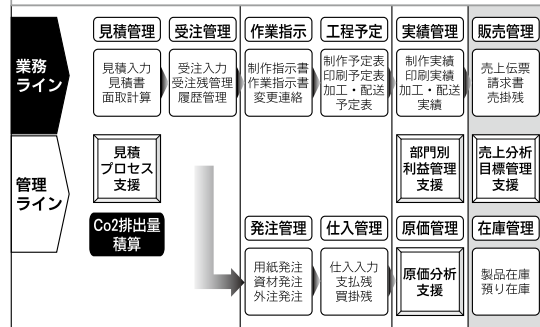 見積管理
受注管理
作業指示
工程予定
実績管理
販売管理
業務
ライン
見積入力
見積書
面取計算
受注入力
受注残管理
履歴管理
制作指示書
作業指示書
変更連絡
制作予定表
印刷予定表
加工・配送
予定表
制作実績
印刷実績
加工・配送
実績
売上伝票
請求書
売掛残
管理
ライン
見積
プロセス
支援
部門別
利益管理
支援
売上分析
目標管理
支援
Co2排出量
積算
発注管理
仕入管理
原価管理
在庫管理
用紙発注
資材発注
外注発注
仕入入力
支払残
買掛残
原価分析
支援
製品在庫
預り在庫